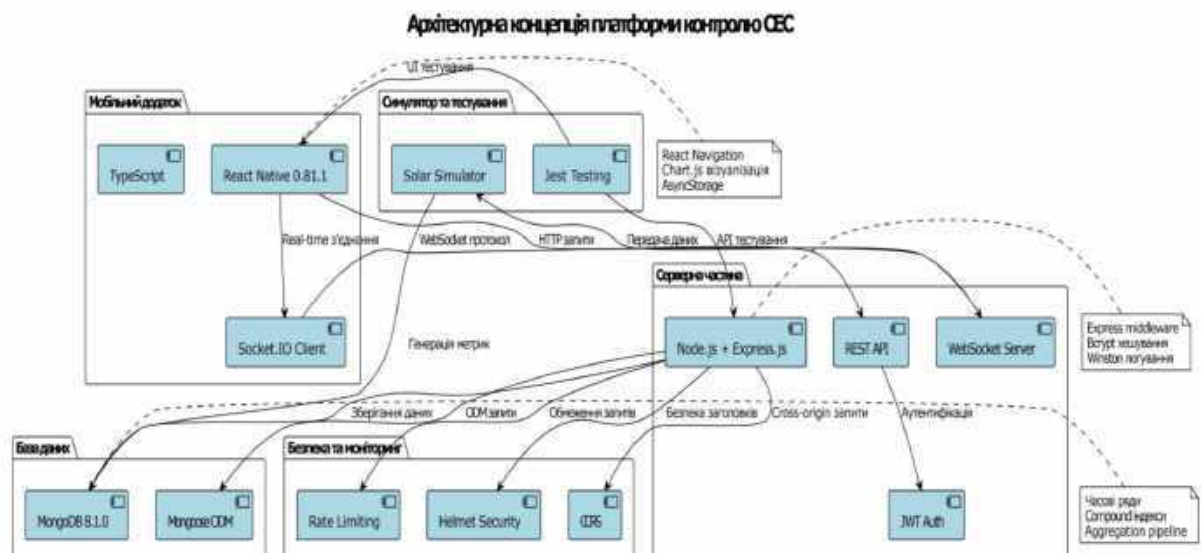 Архітектурна концепція платформи контролю СЕС
UI тестування
Мобільний додаток
Симулятор та тестування
TypeScript
React Native 0.81.1
Solar Simulator
Jest Testing
React Navigation
Chart.js візуалізація
AsyncStorage
Real-time з'єднання
WebSocket протокол
HTTP запити
Передача даних
API тестування
Серверна частина
Socket.IO Client
Генерація метрик
Node.js + Express.js
REST API
WebSocket Server
Express middleware
Bcrypt хешування
Winston логування
Зберігання даних
ODM запити
Обмеження запитів
Безпека заголовків
Cross-origin запити
Аутентифікація
База даних
Безпека та моніторинг
MongoDB 8.1.0
Mongoose ODM
Rate Limiting
Helmet Security
CORS
JWT Auth
Часові ряди
Compound індекси
Aggregation pipeline